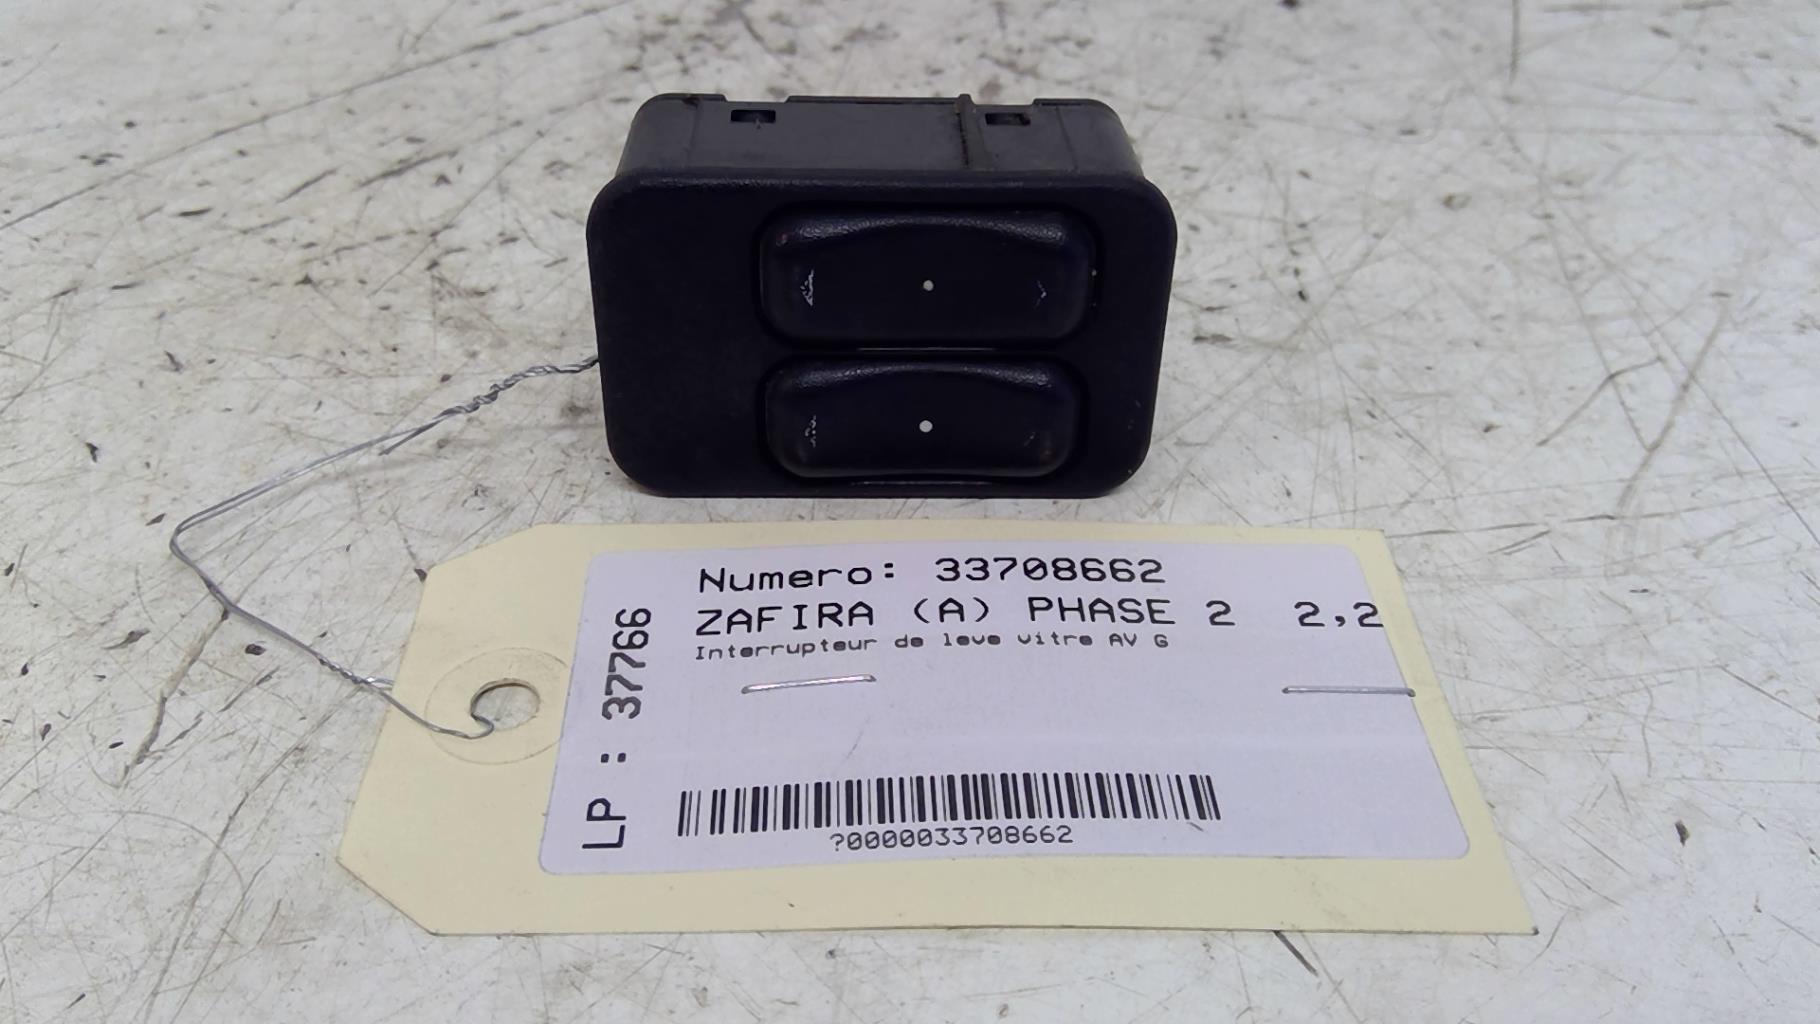 Numero: 33708662
ZAFIRA (A) PHASE 2 2,2
Interrupteur de leve vitre AV G
LP : 37766
?0000033708662